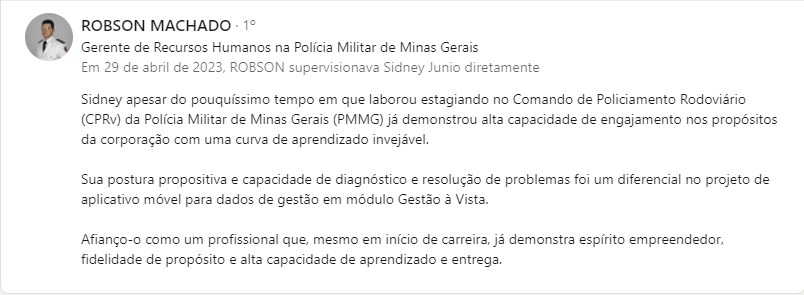 ROBSON MACHADO · 1º
Gerente de Recursos Humanos na Polícia Militar de Minas Gerais
Em 29 de abril de 2023, ROBSON supervisionava Sidney Junio diretamente
Sidney apesar do pouquíssimo tempo em que laborou estagiando no Comando de Policiamento Rodoviário
(CPRv) da Polícia Militar de Minas Gerais (PMMG) já demonstrou alta capacidade de engajamento nos propósitos
da corporação com uma curva de aprendizado invejável.
Sua postura propositiva e capacidade de diagnóstico e resolução de problemas foi um diferencial no projeto de
aplicativo móvel para dados de gestão em módulo Gestão à Vista.
Afianço-o como um profissional que, mesmo em início de carreira, já demonstra espírito empreendedor,
fidelidade de propósito e alta capacidade de aprendizado e entrega.